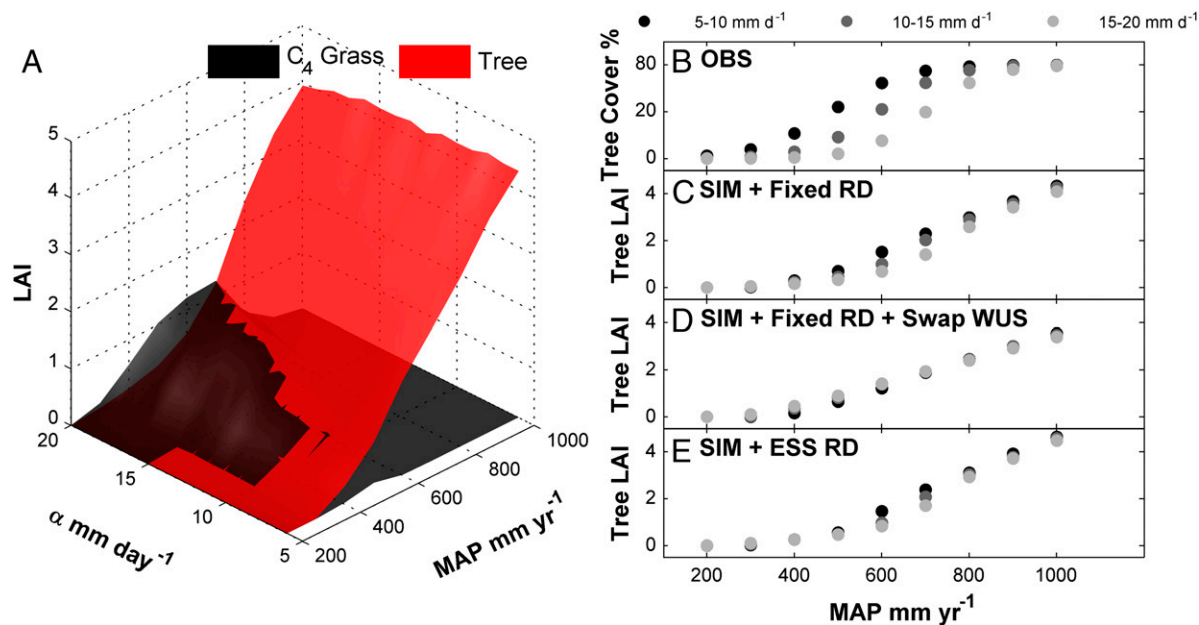 A
C4 Grass
Tree
LAI
5
4
3
2
1
0
20
15
10
5
α mm day⁻¹
200
400
600
800
1000
MAP mm yr⁻¹
5-10 mm d⁻¹
10-15 mm d⁻¹
15-20 mm d⁻¹
B OBS
Tree Cover %
80
20
0
C SIM + Fixed RD
Tree LAI
4
2
0
D SIM + Fixed RD + Swap WUS
Tree LAI
4
2
0
E SIM + ESS RD
Tree LAI
4
2
0
200 400 600 800 1000
MAP mm yr⁻¹